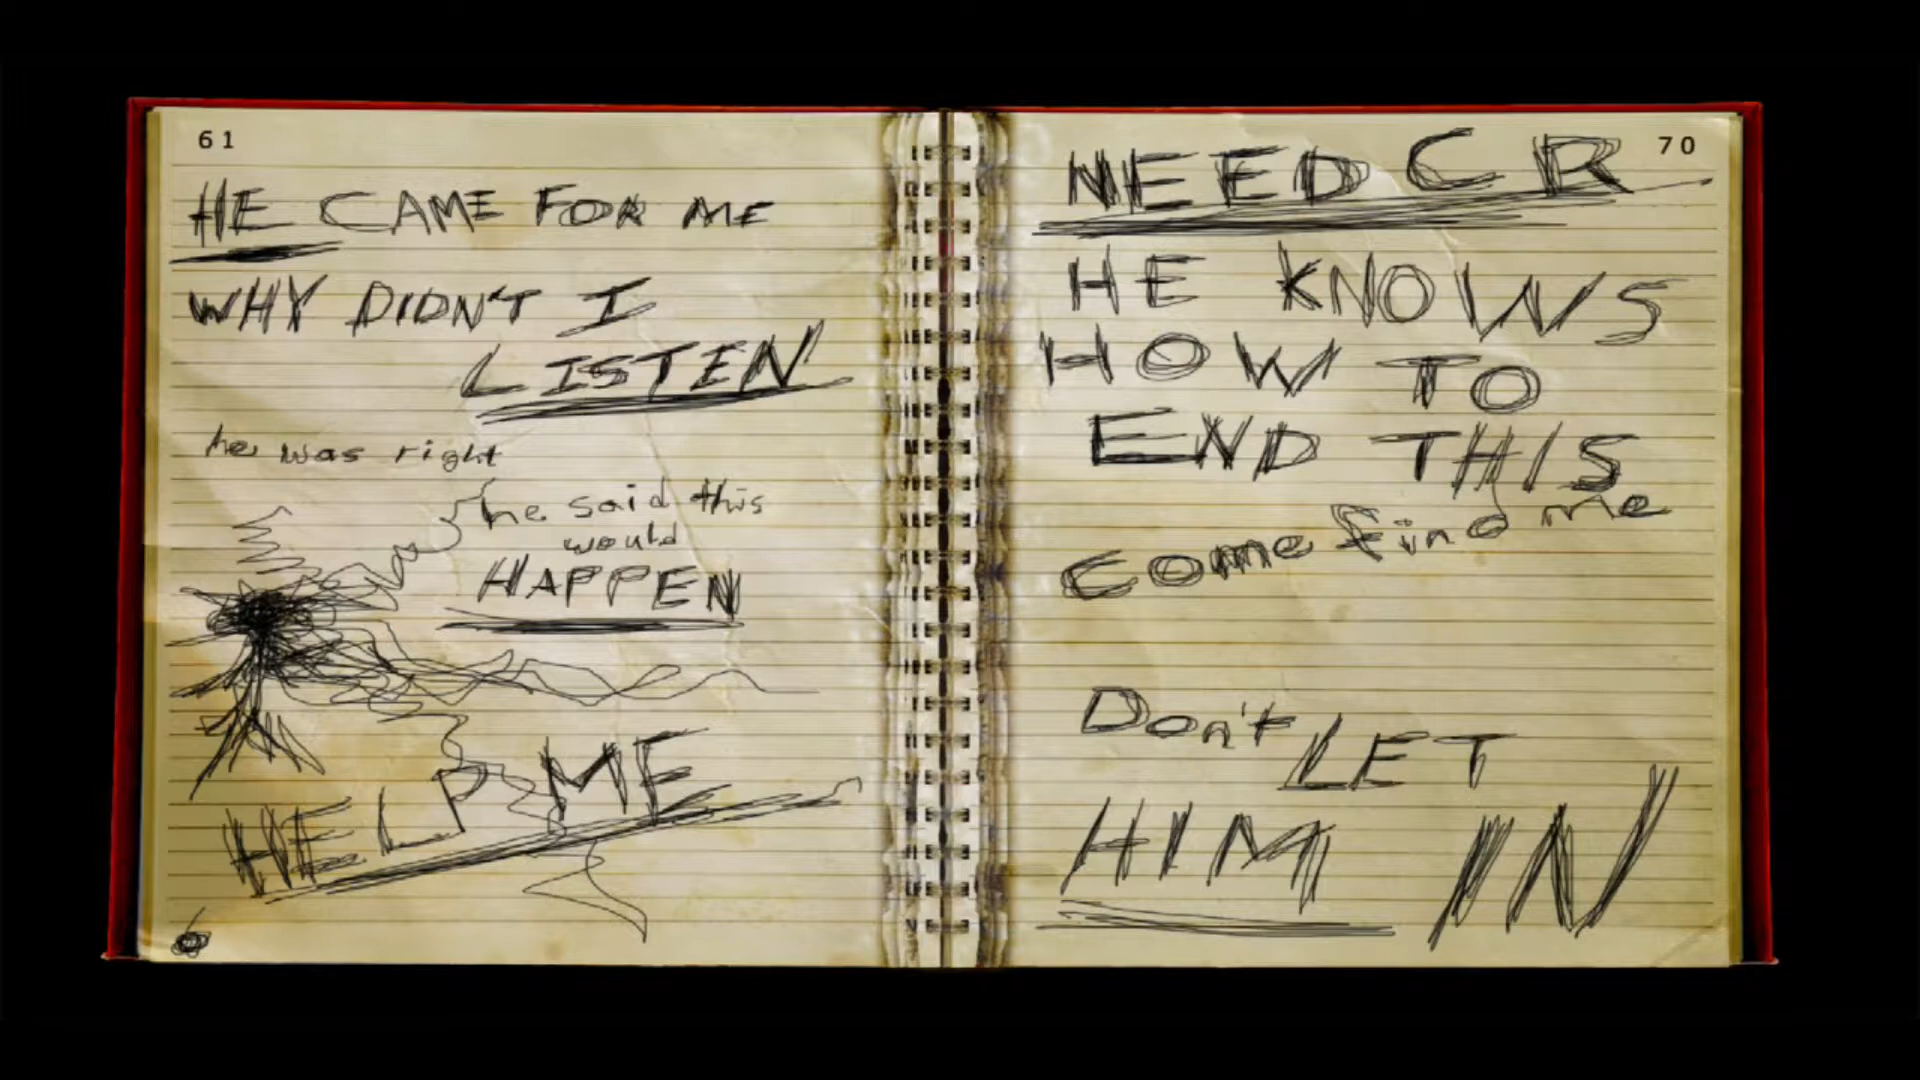 61
HE CAME FOR ME
WHY DIDN'T I
LISTEN
he was right
he said this
would
HAPPEN
HELP ME
70
NEED CR
HE KNOWS
HOW TO
END THIS
come find me
Don't LET
HIM IN